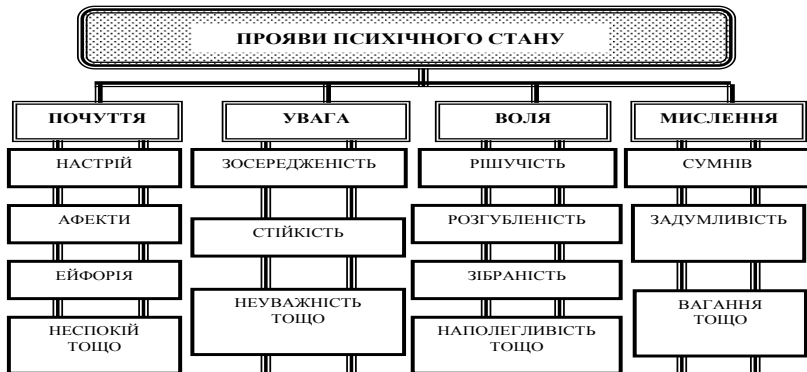 ПРОЯВИ ПСИХІЧНОГО СТАНУ
ПОЧУТТЯ
НАСТРІЙ
АФЕКТИ
ЕЙФОРІЯ
НЕСПОКІЙ
ТОЩО
УВАГА
ЗОСЕРЕДЖЕНІСТЬ
СТІЙКІСТЬ
НЕУВАЖНІСТЬ
ТОЩО
ВОЛЯ
РІШУЧІСТЬ
РОЗГУБЛЕНІСТЬ
ЗІБРАНІСТЬ
НАПОЛЕГЛИВІСТЬ
ТОЩО
МИСЛЕННЯ
СУМНІВ
ЗАДУМЛИВІСТЬ
ВАГАННЯ
ТОЩО